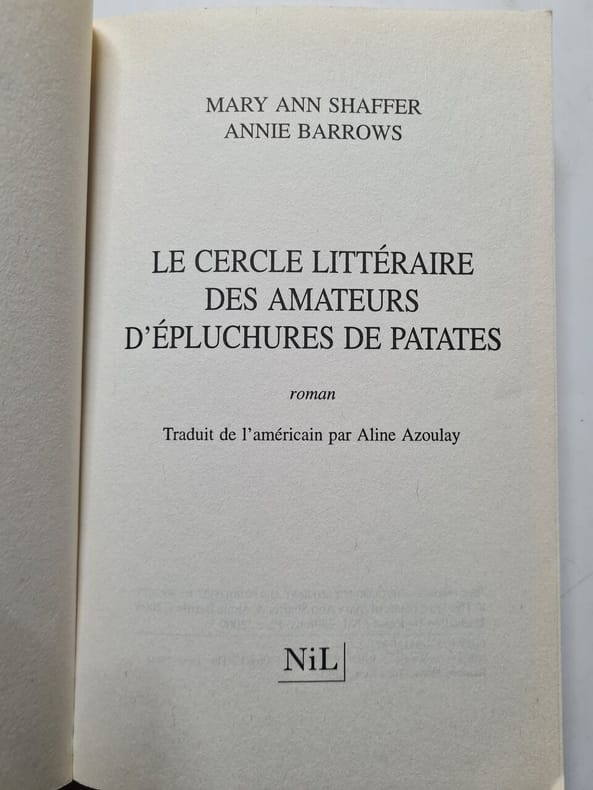 MARY ANN SHAFFER
ANNIE BARROWS
LE CERCLE LITTÉRAIRE
DES AMATEURS
D'ÉPLUCHURES DE PATATES
roman
Traduit de l'américain par Aline Azoulay
NiL